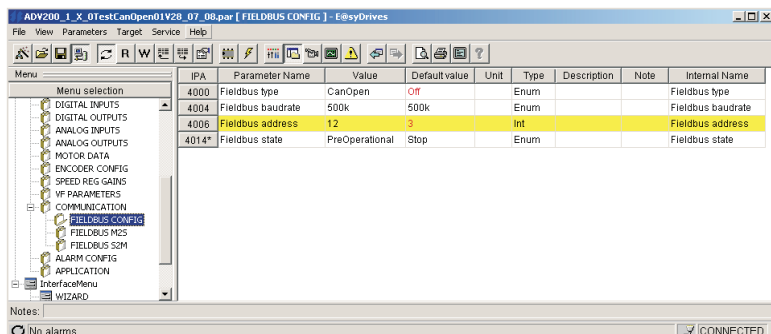 ADV200_1_X_0TestCanOpen01V28_07_08.par [ FIELDBUS CONFIG ] - E@syDrives
File View Parameters Target Service Help
R W
Menu
Menu selection
DIGITAL INPUTS
DIGITAL OUTPUTS
ANALOG INPUTS
ANALOG OUTPUTS
MOTOR DATA
ENCODER CONFIG
SPEED REG GAINS
VF PARAMETERS
COMMUNICATION
FIELDBUS CONFIG
FIELDBUS M2S
FIELDBUS S2M
ALARM CONFIG
APPLICATION
InterfaceMenu
WIZARD
IPA Parameter Name Value Default value Unit Type Description Note Internal Name
4000 Fieldbus type CanOpen Off Enum Fieldbus type
4004 Fieldbus baudrate 500k 500k Enum Fieldbus baudrate
4006 Fieldbus address 12 3 Int Fieldbus address
4014* Fieldbus state PreOperational Stop Enum Fieldbus state
Notes:
No alarms CONNECTED